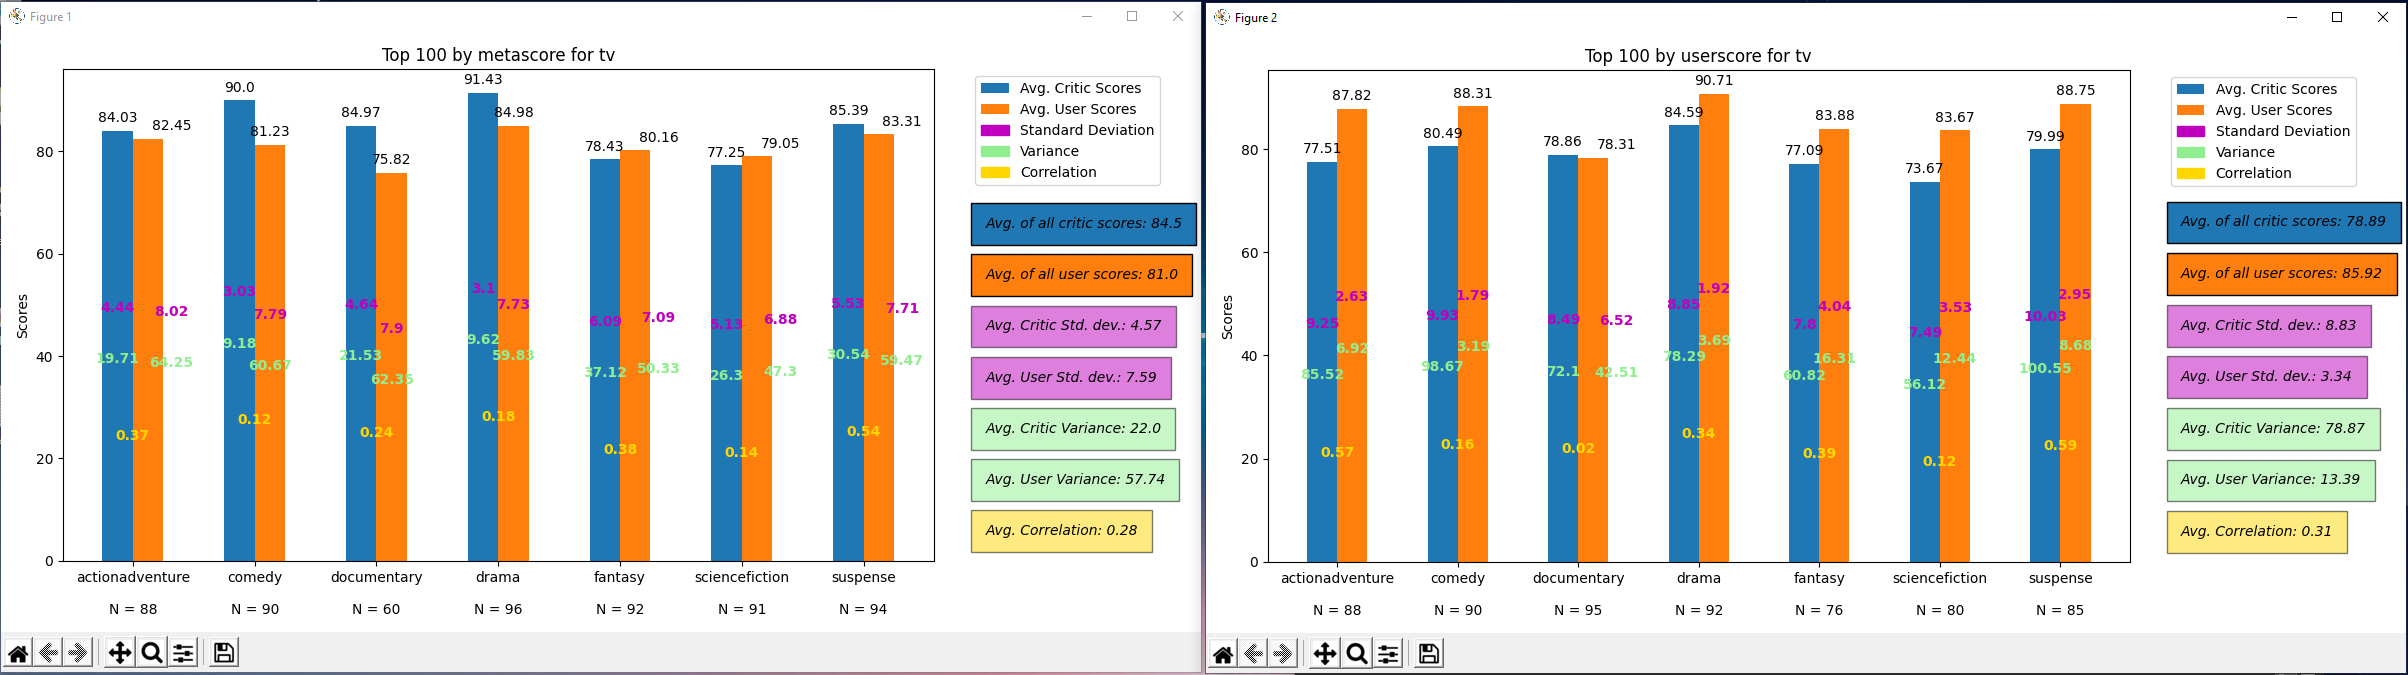 Figure 1
Top 100 by metascore for tv
Scores
80
60
40
20
0
84.03 82.45
90.0 81.23
84.97 75.82
91.43 84.98
78.43 80.16
77.25 79.05
85.39 83.31
4.44 8.02
3.03 7.79
4.64 7.9
3.1 7.73
6.09 7.09
5.13 6.88
5.53 7.71
19.71 64.25
9.18 60.67
21.53 62.35
9.62 59.83
37.12 50.33
26.3 47.3
30.54 59.47
0.37
0.12
0.24
0.18
0.38
0.14
0.54
actionadventure comedy documentary drama fantasy sciencefiction suspense
N = 88 N = 90 N = 60 N = 96 N = 92 N = 91 N = 94
Avg. Critic Scores
Avg. User Scores
Standard Deviation
Variance
Correlation
Avg. of all critic scores: 84.5
Avg. of all user scores: 81.0
Avg. Critic Std. dev.: 4.57
Avg. User Std. dev.: 7.59
Avg. Critic Variance: 22.0
Avg. User Variance: 57.74
Avg. Correlation: 0.28
Figure 2
Top 100 by userscore for tv
Scores
80
60
40
20
0
77.51 87.82
80.49 88.31
78.86 78.31
84.59 90.71
77.09 83.88
73.67 83.67
79.99 88.75
9.25 2.63
9.93 1.79
8.49 6.52
8.85 1.92
7.8 4.04
7.49 3.53
10.03 2.95
85.52 6.92
98.67 3.19
72.1 42.51
78.29 3.69
60.82 16.31
56.12 12.44
100.55 8.68
0.57
0.16
0.02
0.34
0.39
0.12
0.59
actionadventure comedy documentary drama fantasy sciencefiction suspense
N = 88 N = 90 N = 95 N = 92 N = 76 N = 80 N = 85
Avg. Critic Scores
Avg. User Scores
Standard Deviation
Variance
Correlation
Avg. of all critic scores: 78.89
Avg. of all user scores: 85.92
Avg. Critic Std. dev.: 8.83
Avg. User Std. dev.: 3.34
Avg. Critic Variance: 78.87
Avg. User Variance: 13.39
Avg. Correlation: 0.31